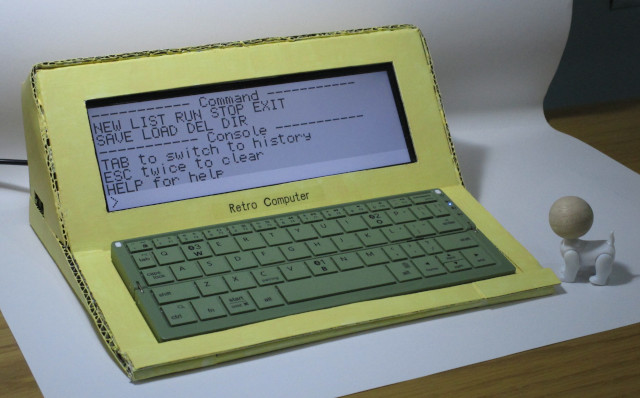 ---------- Command ----------
NEW LIST RUN STOP EXIT
SAVE LOAD DEL DIR
---------- Console ----------
TAB to switch to history
ESC twice to clear
HELP for help
>
Retro Computer
Q W E R T Y U I O P
A S D F G H J K L
Z X C V B N M